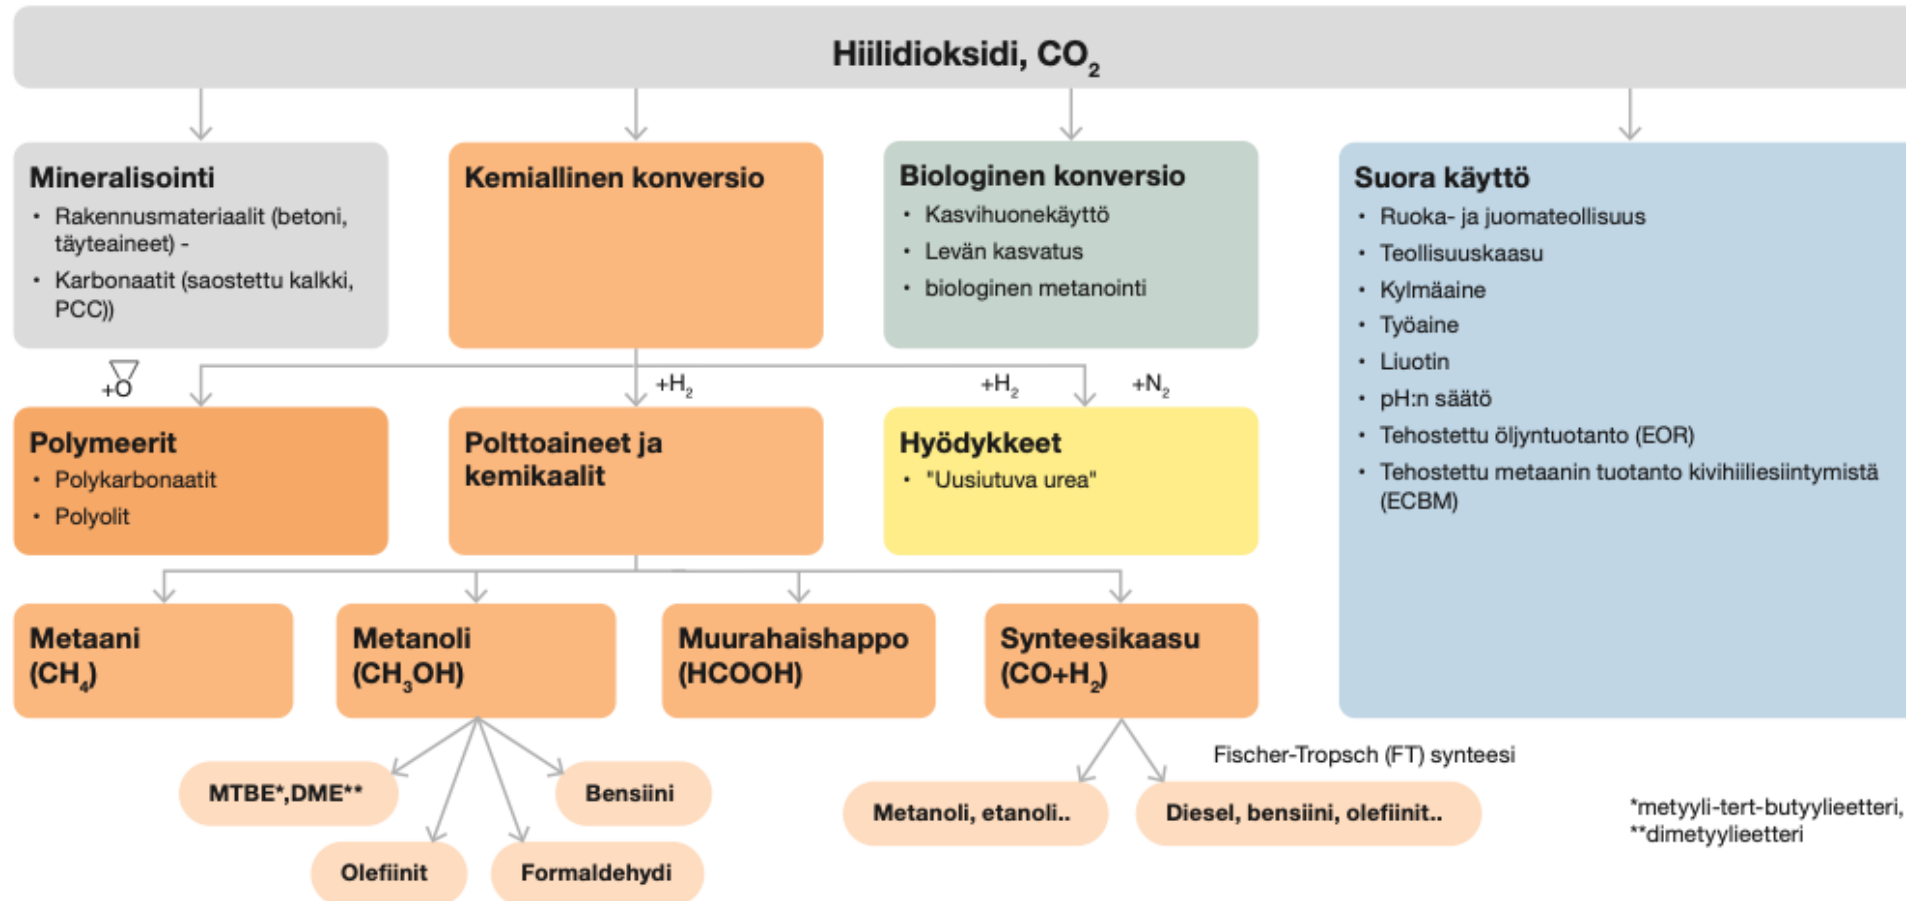 Hiilidioksidi, CO₂
Mineralisointi
• Rakennusmateriaalit (betoni,
täyteaineet) -
• Karbonaatit (saostettu kalkki,
PCC))
Kemiallinen konversio
Biologinen konversio
• Kasvihuonekäyttö
• Levän kasvatus
• biologinen metanointi
Suora käyttö
• Ruoka- ja juomateollisuus
• Teollisuuskaasu
• Kylmäaine
• Työaine
• Liuotin
• pH:n säätö
• Tehostettu öljyntuotanto (EOR)
• Tehostettu metaanin tuotanto kivihiiliesiintymistä
(ECBM)
+O
+H₂
+H₂
+N₂
Polymeerit
• Polykarbonaatit
• Polyolit
Polttoaineet ja
kemikaalit
Hyödykkeet
• "Uusiutuva urea"
Metaani
(CH₄)
Metanoli
(CH₃OH)
Muurahaishappo
(HCOOH)
Synteesikaasu
(CO+H₂)
Fischer-Tropsch (FT) synteesi
MTBE*,DME**
Bensiini
Olefiinit
Formaldehydi
Metanoli, etanoli..
Diesel, bensiini, olefiinit..
*metyyli-tert-butyylieetteri,
**dimetyylieetteri